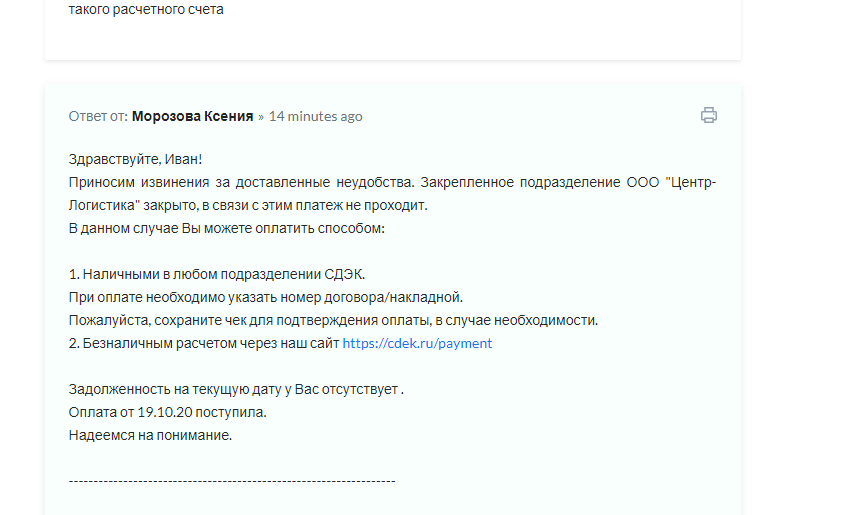 такого расчетного счета
Ответ от: Морозова Ксения » 14 minutes ago
Здравствуйте, Иван!
Приносим извинения за доставленные неудобства. Закрепленное подразделение ООО "Центр-
Логистика" закрыто, в связи с этим платеж не проходит.
В данном случае Вы можете оплатить способом:
1. Наличными в любом подразделении СДЭК.
При оплате необходимо указать номер договора/накладной.
Пожалуйста, сохраните чек для подтверждения оплаты, в случае необходимости.
2. Безналичным расчетом через наш сайт https://cdek.ru/payment
Задолженность на текущую дату у Вас отсутствует .
Оплата от 19.10.20 поступила.
Надеемся на понимание.
------------------------------------------------------------------